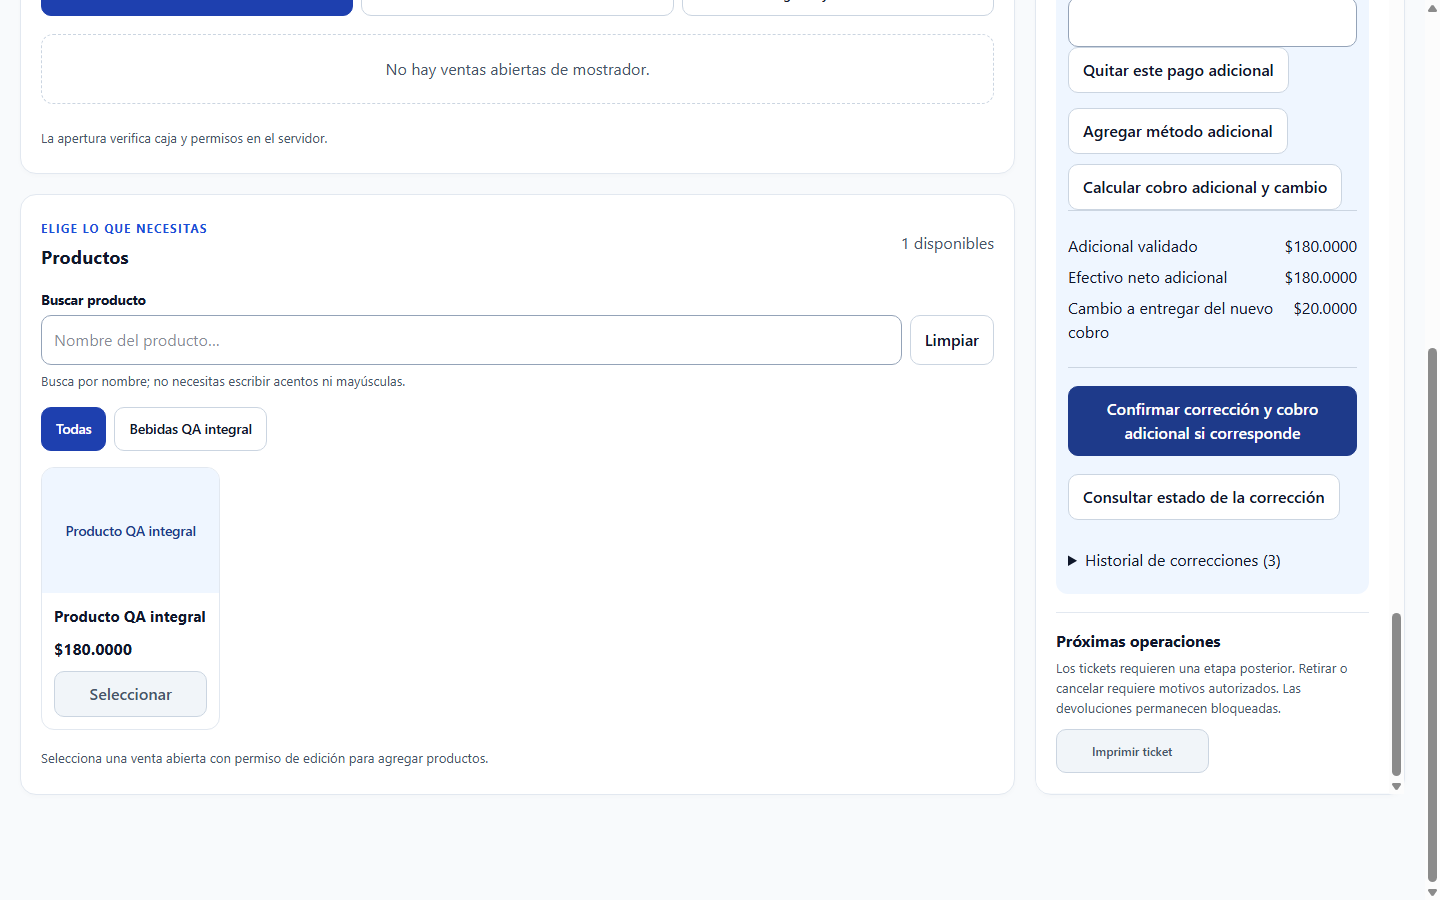 No hay ventas abiertas de mostrador.
La apertura verifica caja y permisos en el servidor.
ELIGE LO QUE NECESITAS
Productos
1 disponibles
Buscar producto
Nombre del producto...
Limpiar
Busca por nombre; no necesitas escribir acentos ni mayúsculas.
Todas
Bebidas QA integral
Producto QA integral
Producto QA integral
$180.0000
Seleccionar
Selecciona una venta abierta con permiso de edición para agregar productos.
Quitar este pago adicional
Agregar método adicional
Calcular cobro adicional y cambio
Adicional validado $180.0000
Efectivo neto adicional $180.0000
Cambio a entregar del nuevo $20.0000
cobro
Confirmar corrección y cobro
adicional si corresponde
Consultar estado de la corrección
Historial de correcciones (3)
Próximas operaciones
Los tickets requieren una etapa posterior. Retirar o
cancelar requiere motivos autorizados. Las
devoluciones permanecen bloqueadas.
Imprimir ticket